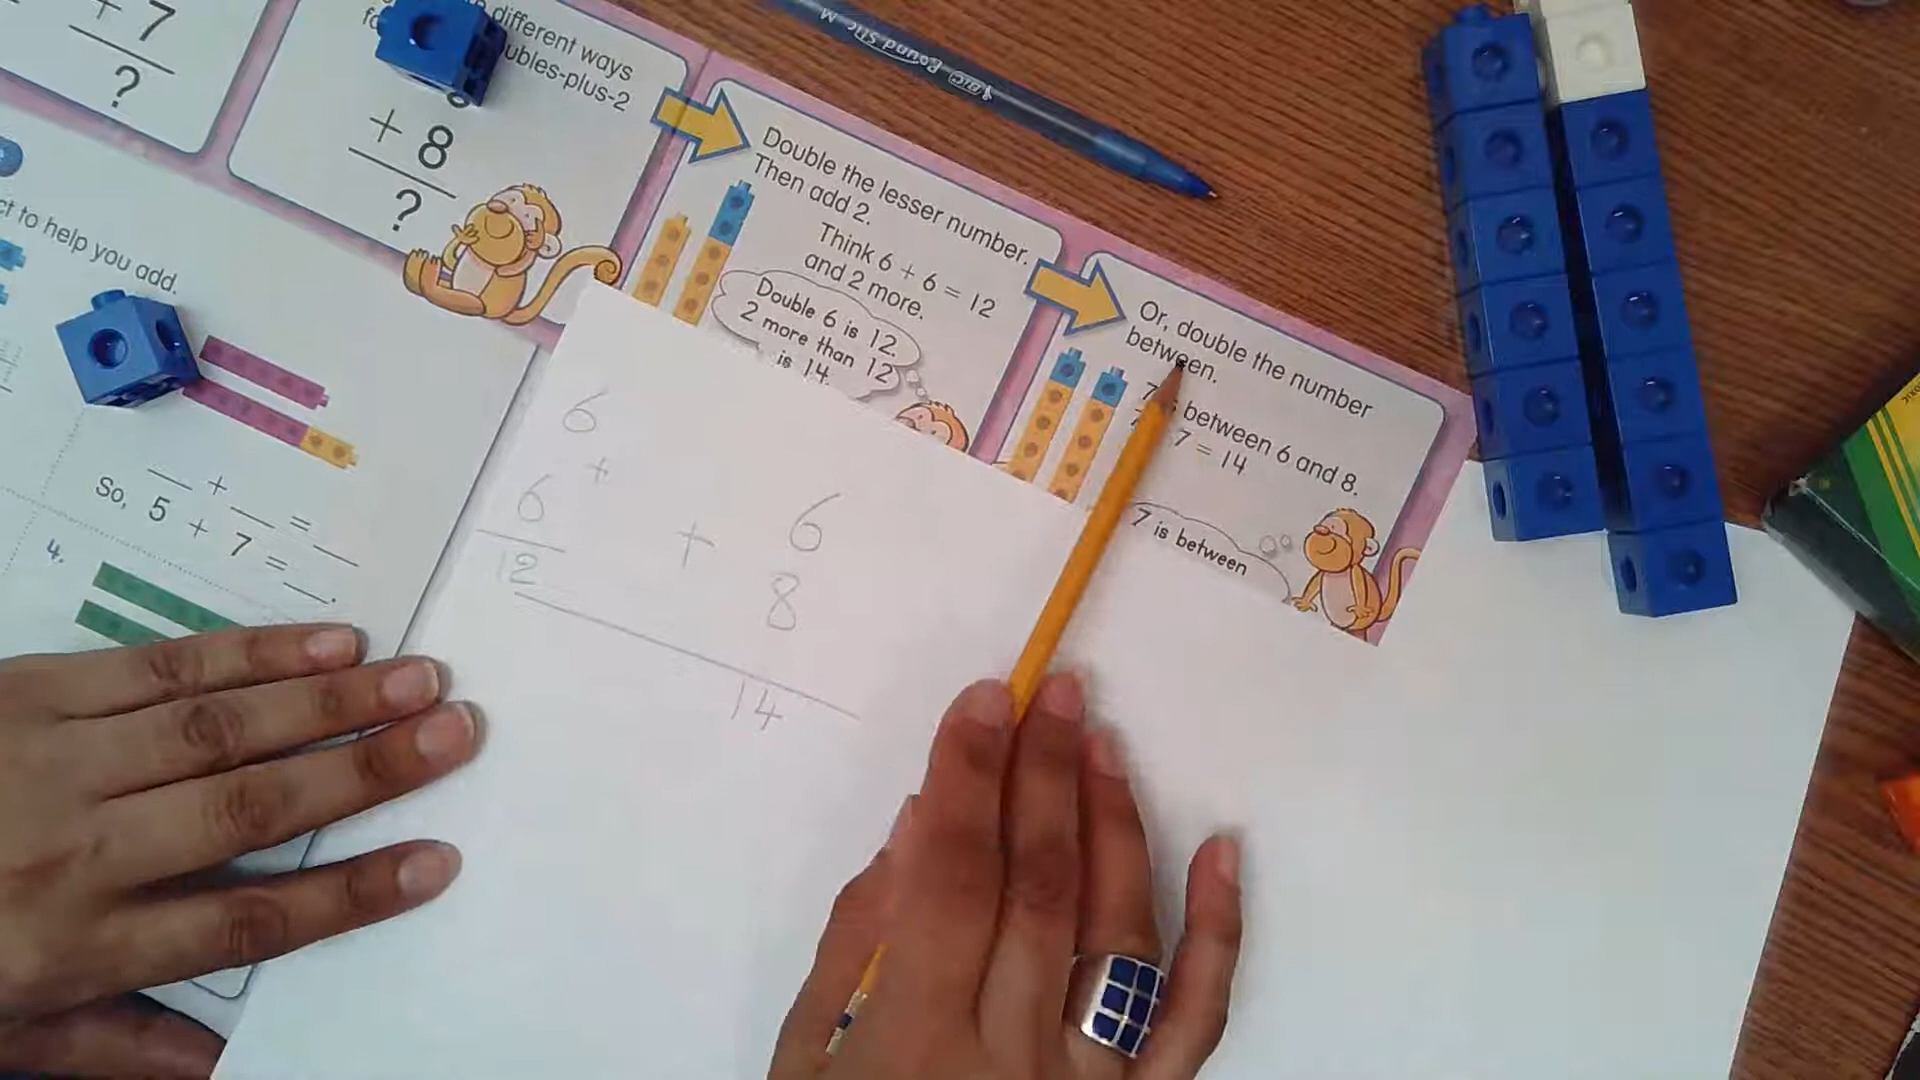 + 7
?
different ways
ubles-plus-2
+ 8
?
Double the lesser number.
Then add 2.
Think 6 + 6 = 12
and 2 more.
Double 6 is 12.
2 more than 12
is 14.
Or, double the number
between.
7 is between 6 and 8.
7 = 14
7 is between
to help you add.
+ =
So, 5 + 7 =
4.
6
+
6
12
6
+
8
14
BIC Round Stic M